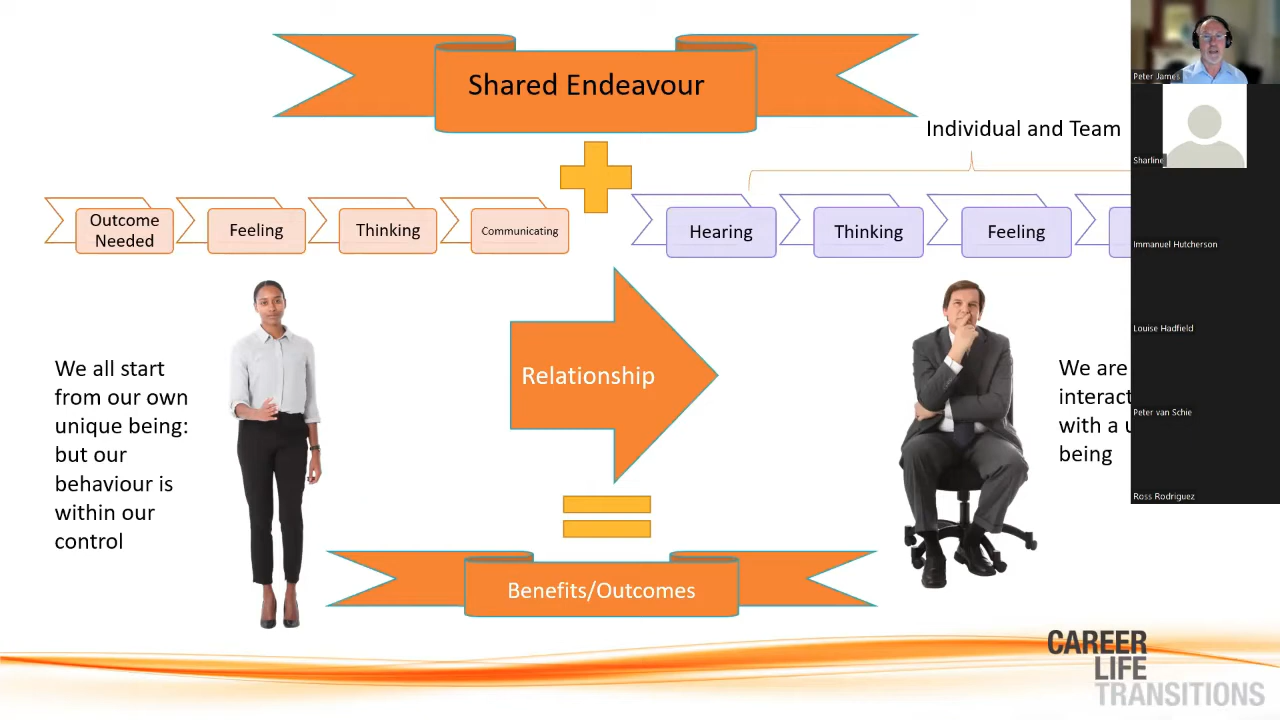 Shared Endeavour
Individual and Team
Outcome
Needed
Feeling
Thinking
Communicating
Hearing
Thinking
Feeling
Relationship
We all start
from our own
unique being:
but our
behaviour is
within our
control
We are
interact
with a u
being
Benefits/Outcomes
CAREER
LIFE
TRANSITIONS
Peter James
Sharline
Immanuel Hutcherson
Louise Hadfield
Peter van Schie
Ross Rodriguez